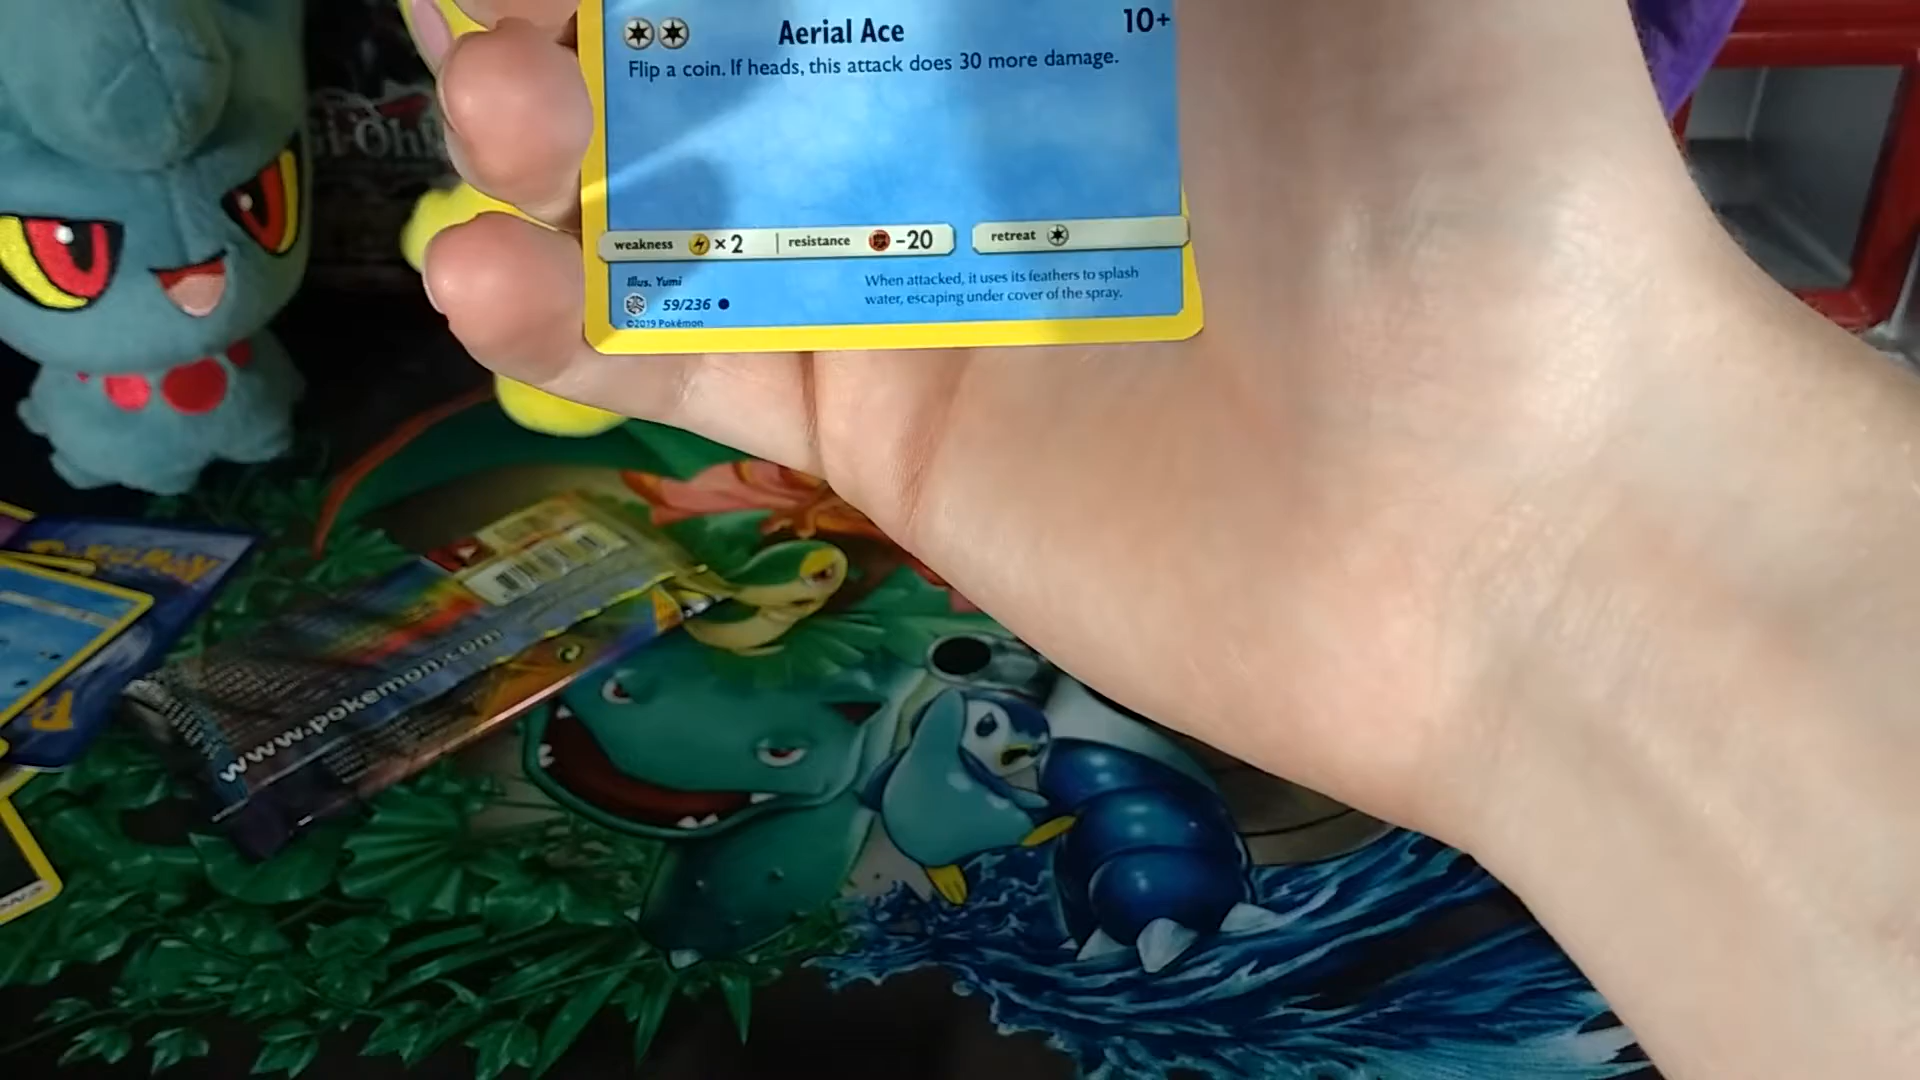 Aerial Ace 10+
Flip a coin. If heads, this attack does 30 more damage.
weakness ×2 resistance -20 retreat
Illus. Yumi
59/236
©2019 Pokémon
When attacked, it uses its feathers to splash
water, escaping under cover of the spray.
i-Oh!
POKéMON
www.pokemon.com